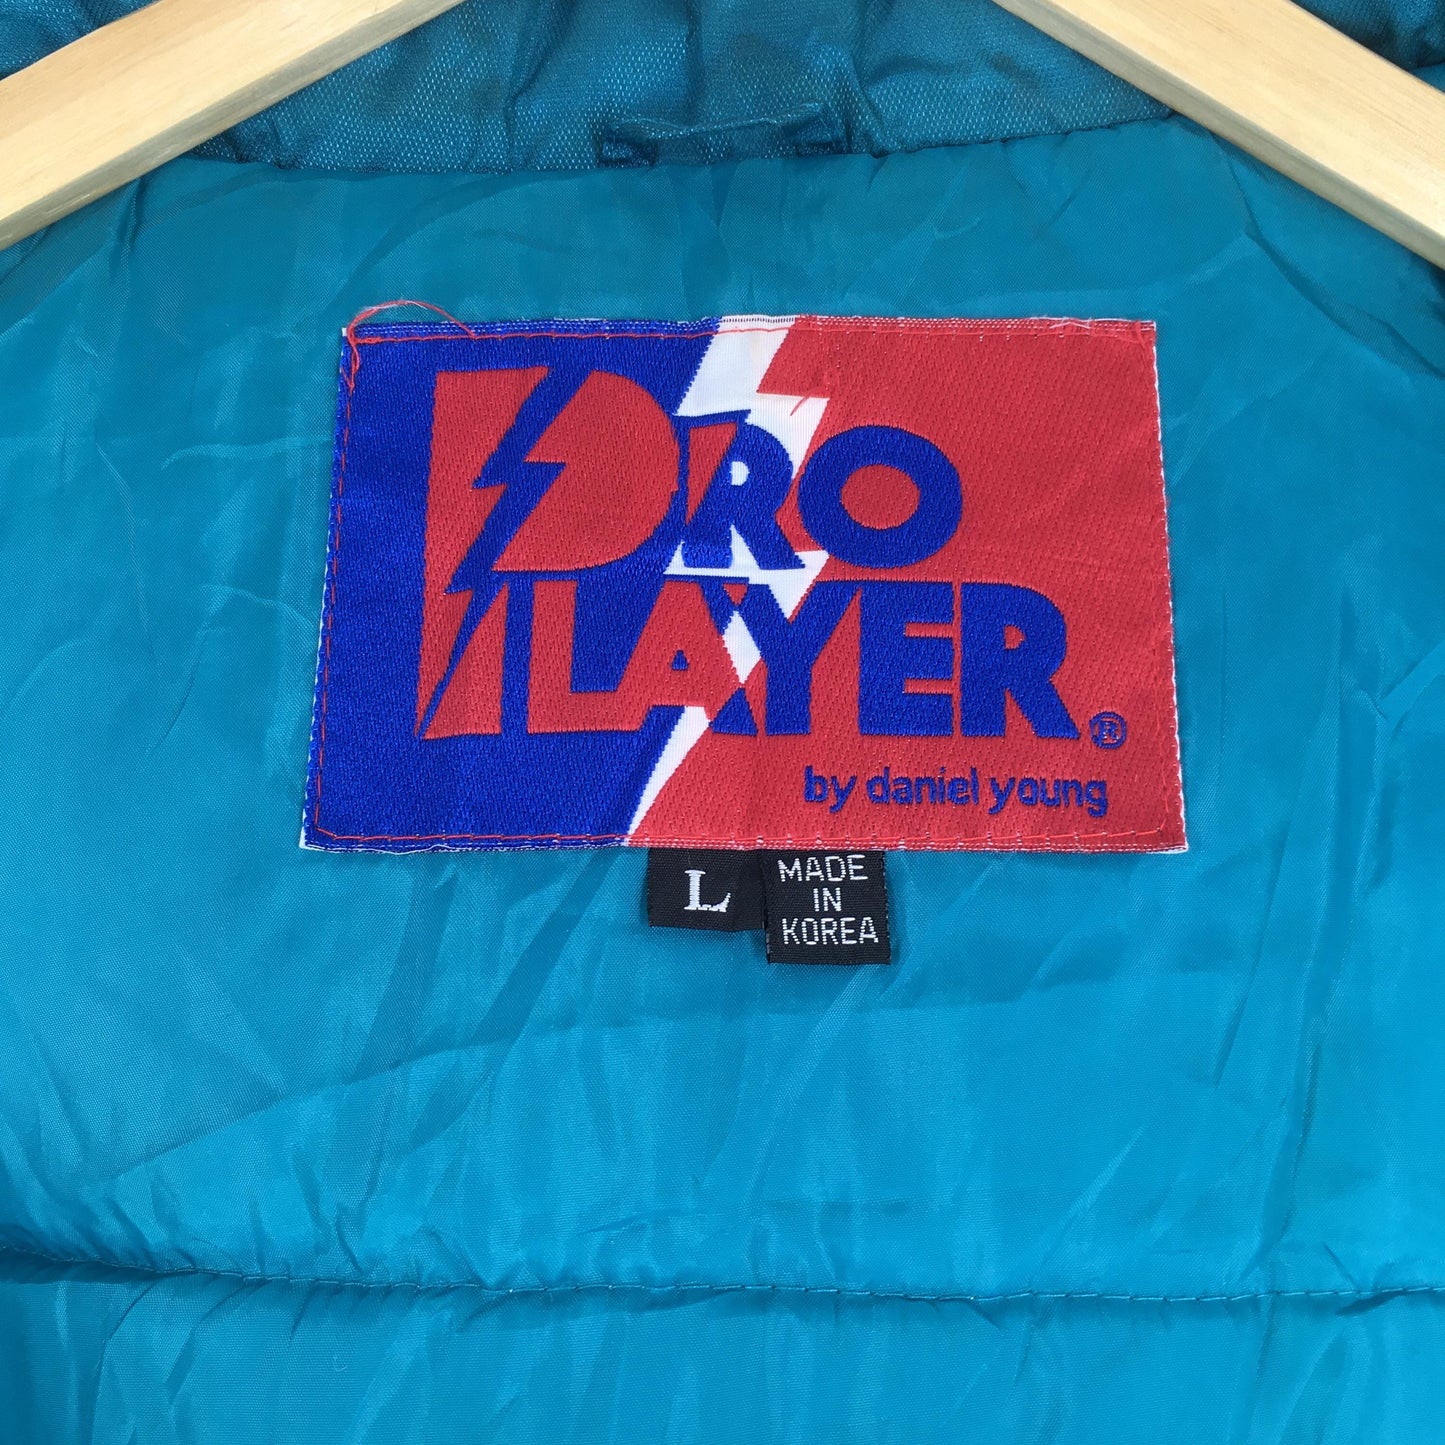 PRO
PLAYER®
by daniel young
L
MADE
IN
KOREA